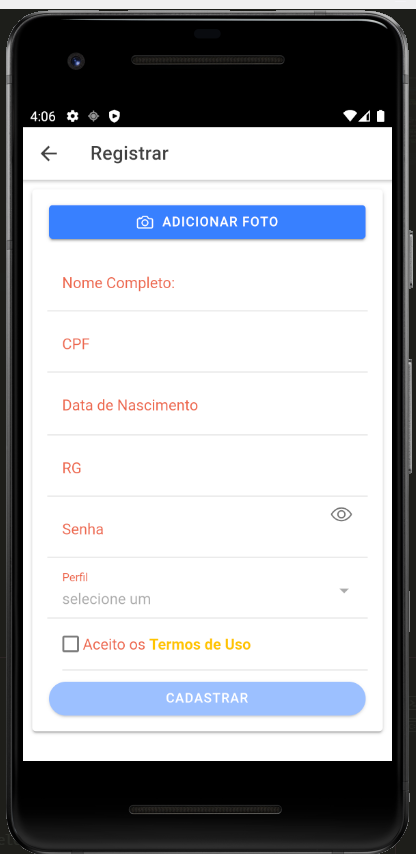 4:06
Registrar
ADICIONAR FOTO
Nome Completo:
CPF
Data de Nascimento
RG
Senha
Perfil
selecione um
Aceito os Termos de Uso
CADASTRAR